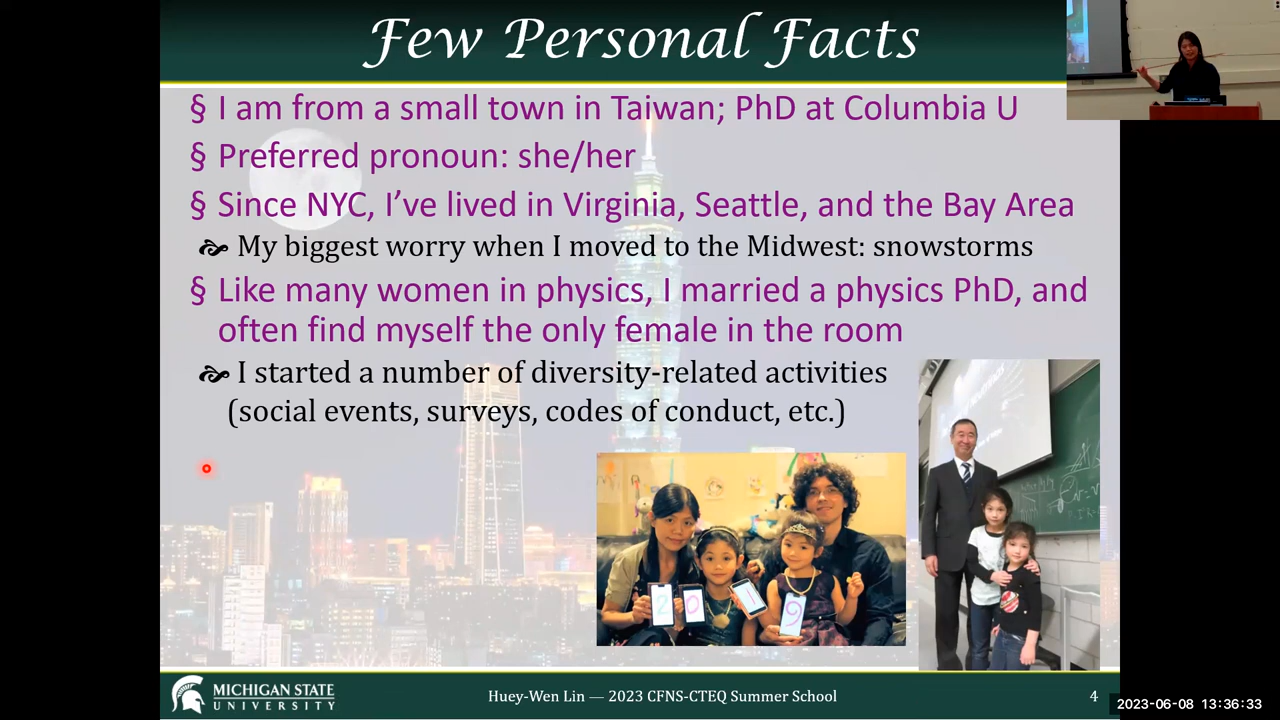 Few Personal Facts
§ I am from a small town in Taiwan; PhD at Columbia U
§ Preferred pronoun: she/her
§ Since NYC, I’ve lived in Virginia, Seattle, and the Bay Area
My biggest worry when I moved to the Midwest: snowstorms
§ Like many women in physics, I married a physics PhD, and
often find myself the only female in the room
I started a number of diversity-related activities
(social events, surveys, codes of conduct, etc.)
2 0 1 9
MICHIGAN STATE
UNIVERSITY
Huey-Wen Lin — 2023 CFNS-CTEQ Summer School
4
2023-06-08 13:36:33